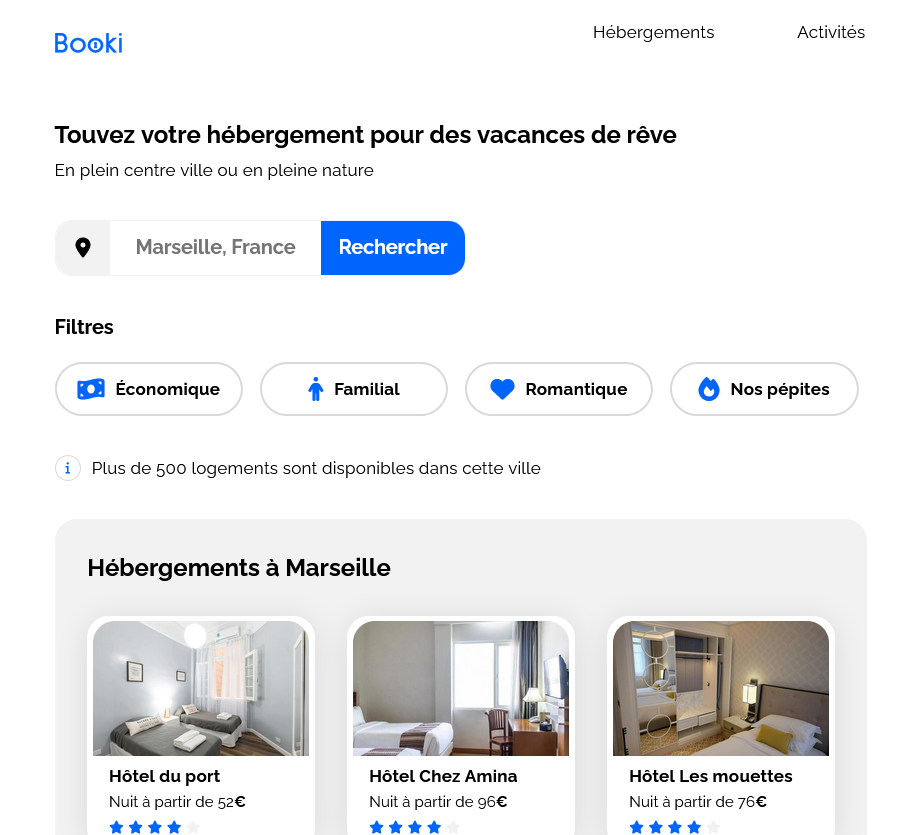 Booki
Hébergements
Activités
Touvez votre hébergement pour des vacances de rêve
En plein centre ville ou en pleine nature
Marseille, France
Rechercher
Filtres
Économique
Familial
Romantique
Nos pépites
i
Plus de 500 logements sont disponibles dans cette ville
Hébergements à Marseille
Hôtel du port
Nuit à partir de 52€
Hôtel Chez Amina
Nuit à partir de 96€
Hôtel Les mouettes
Nuit à partir de 76€